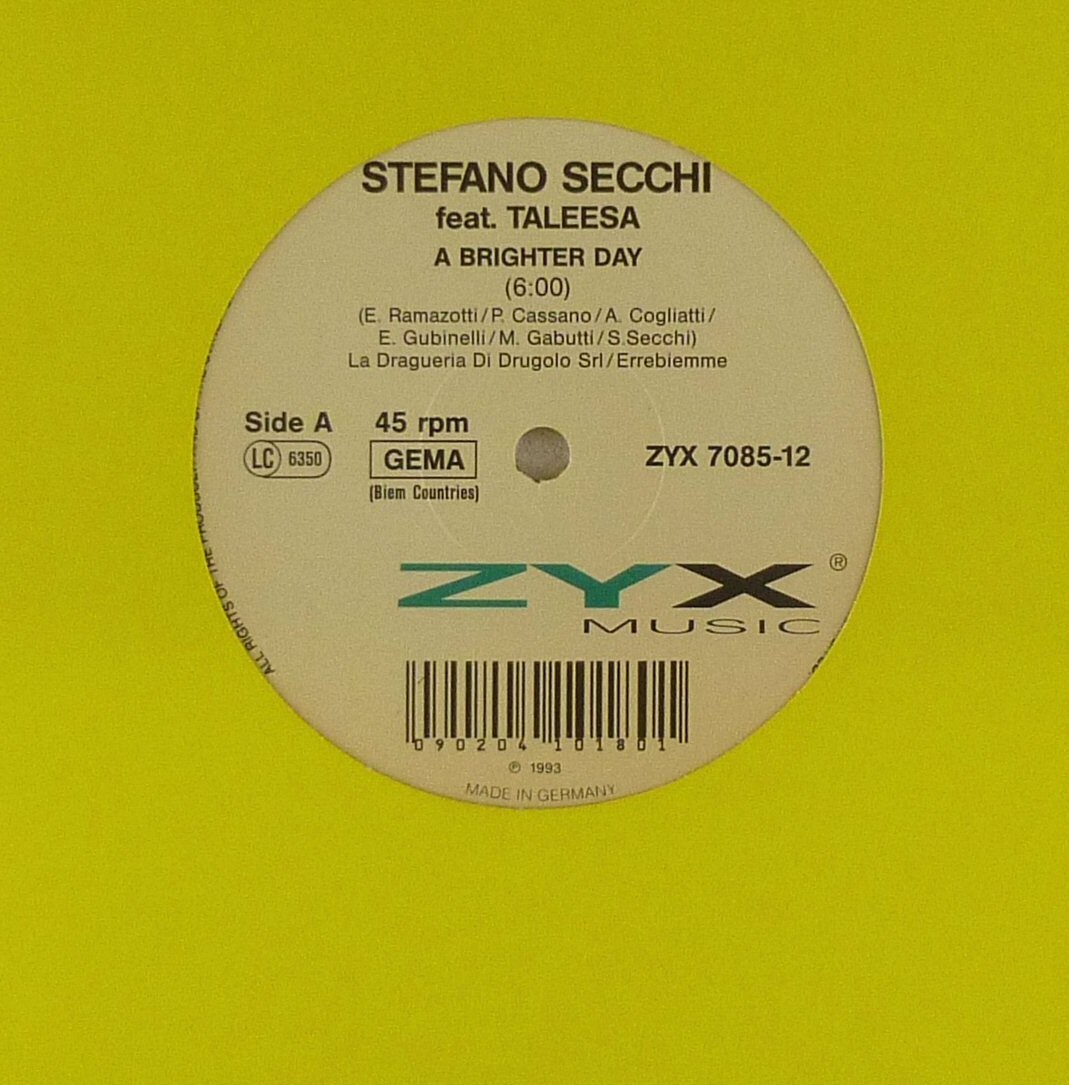 STEFANO SECCHI
feat. TALEESA
A BRIGHTER DAY
(6:00)
(E. Ramazotti/P. Cassano/A. Cogliatti/
E. Gubinelli/M. Gabutti/S.Secchi)
La Dragueria Di Drugolo Srl/Errebiemme
Side A 45 rpm
LC 6350 GEMA ZYX 7085-12
(Biem Countries)
ZYX ®
MUSIC
090204 101801
℗ 1993
MADE IN GERMANY
ALL RIGHTS OF THE